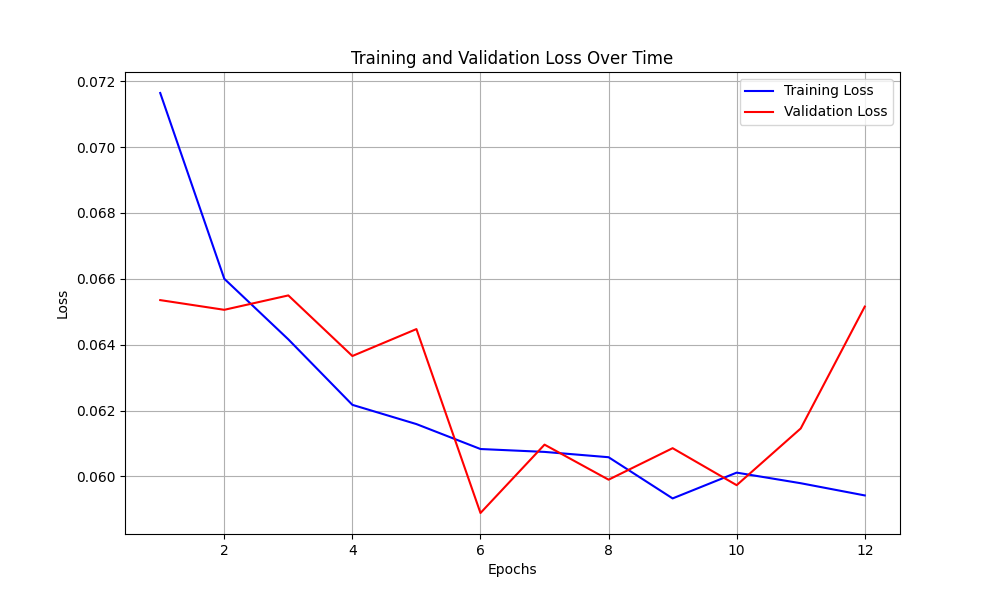 Training and Validation Loss Over Time
0.072
0.070
0.068
0.066
0.064
0.062
0.060
Loss
Training Loss
Validation Loss
2 4 6 8 10 12
Epochs